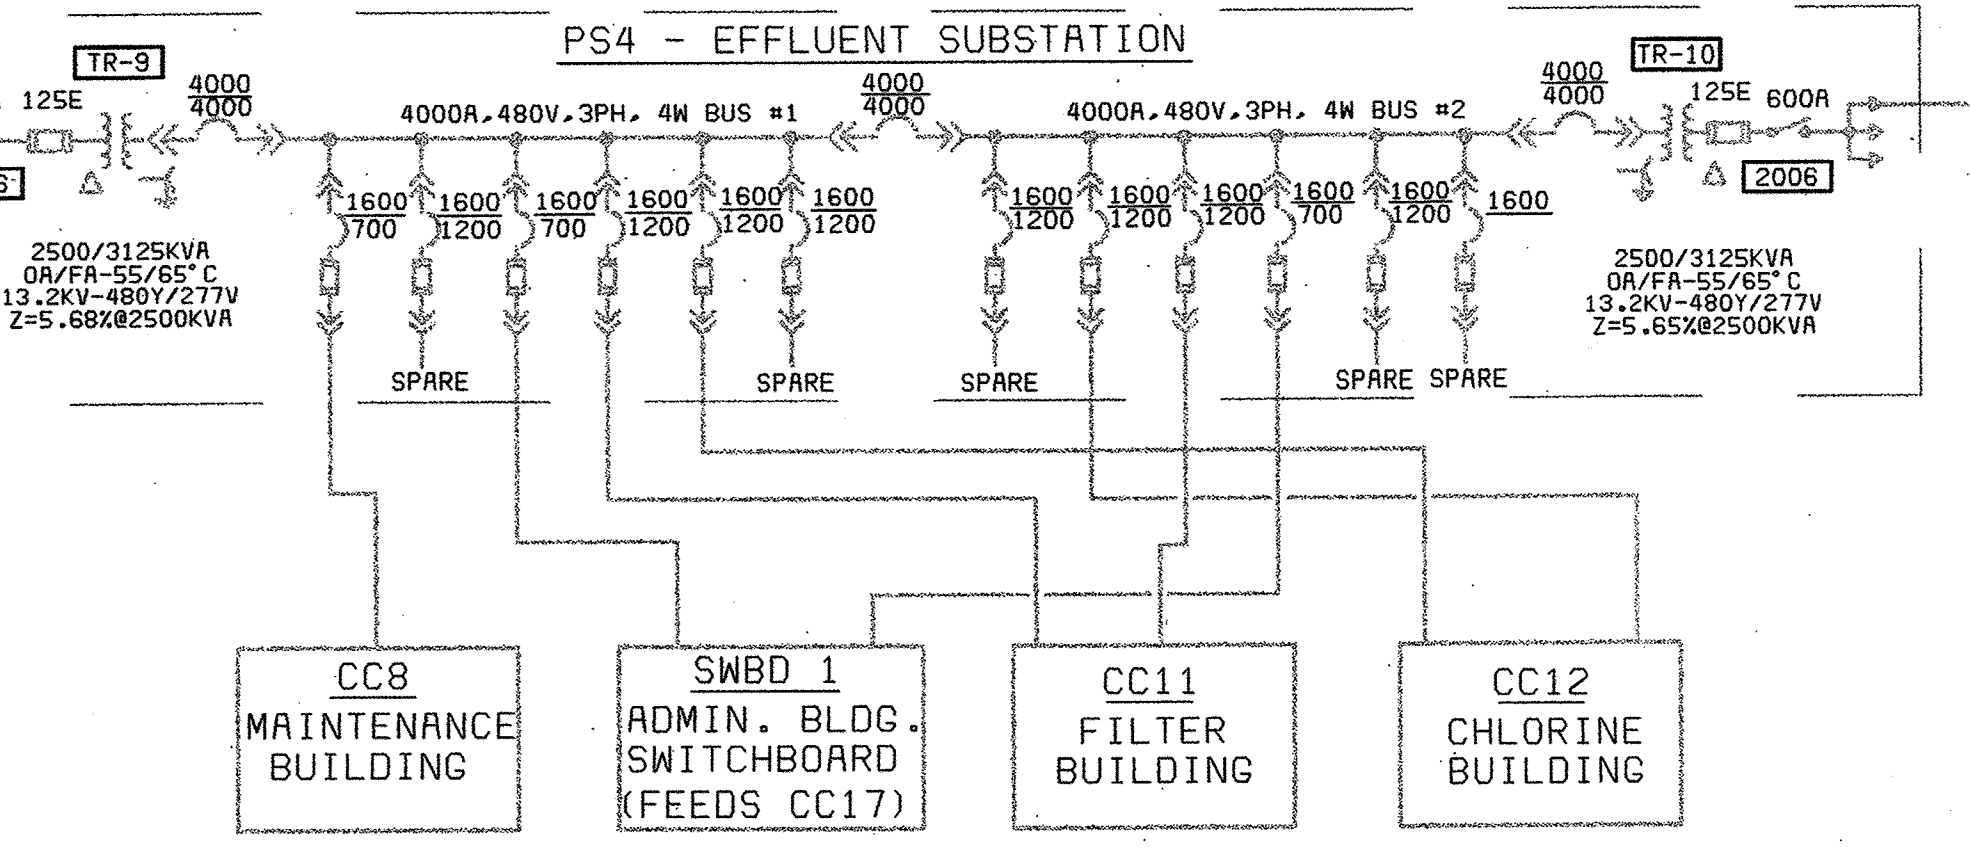 PS4 - EFFLUENT SUBSTATION
TR-9
TR-10
125E
4000
4000
4000A,480V,3PH, 4W BUS #1
4000
4000
4000A,480V,3PH, 4W BUS #2
4000
4000
125E
600A
2006
1600
700
1600
1200
1600
700
1600
1200
1600
1200
1600
1200
1600
1200
1600
1200
1600
1200
1600
700
1600
1200
1600
2500/3125KVA
OA/FA-55/65°C
13.2KV-480Y/277V
Z=5.68%@2500KVA
2500/3125KVA
OA/FA-55/65°C
13.2KV-480Y/277V
Z=5.65%@2500KVA
SPARE
SPARE
SPARE
SPARE
SPARE
CC8
MAINTENANCE
BUILDING
SWBD 1
ADMIN. BLDG.
SWITCHBOARD
(FEEDS CC17)
CC11
FILTER
BUILDING
CC12
CHLORINE
BUILDING